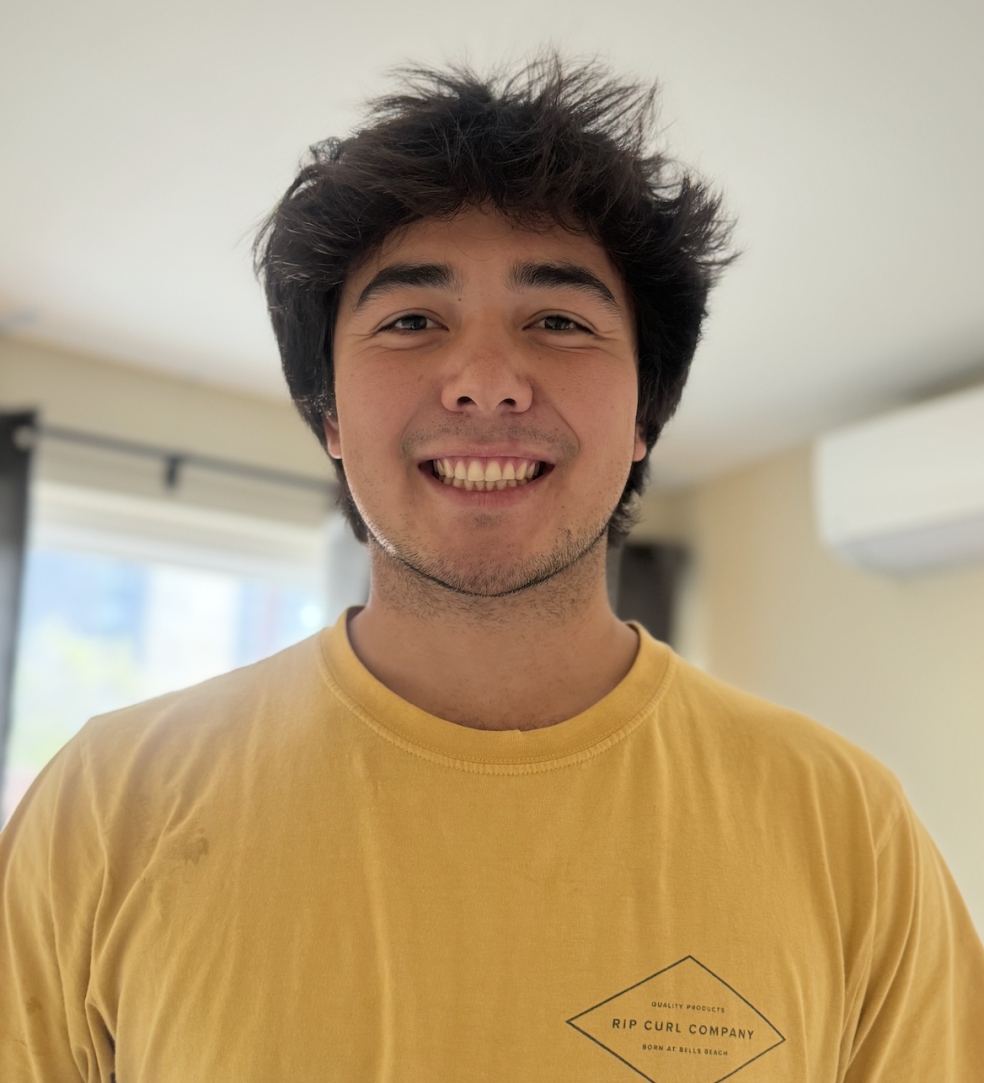 QUALITY PRODUCTS
RIP CURL COMPANY
BORN AT BELLS BEACH